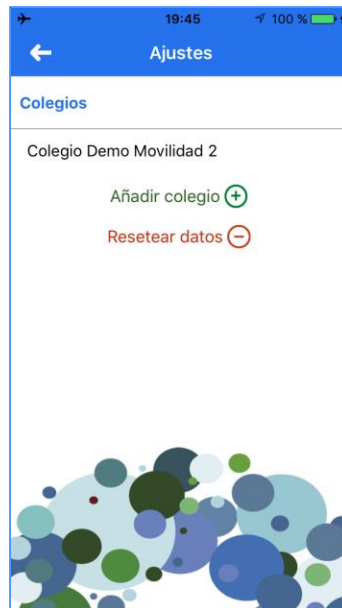 19:45
100 %
Ajustes
Colegios
Colegio Demo Movilidad 2
Añadir colegio
Resetear datos